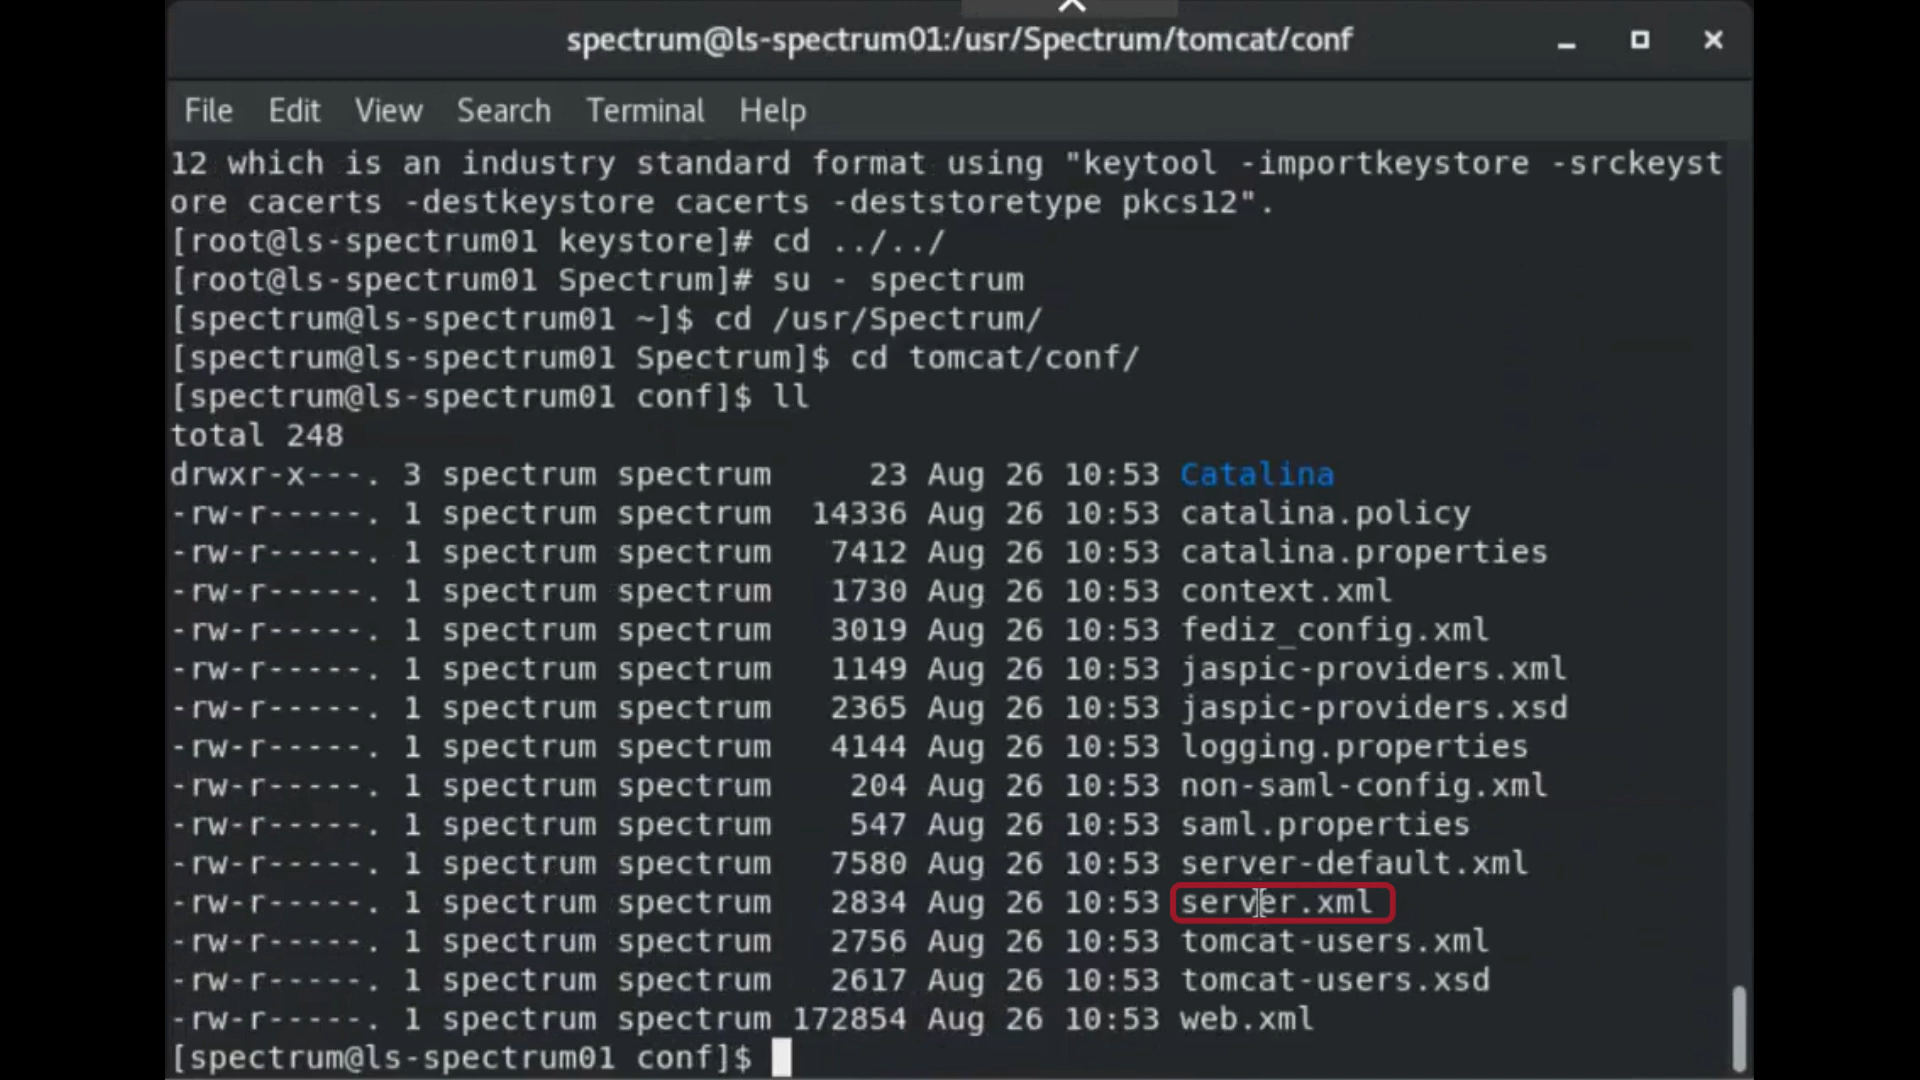 spectrum@ls-spectrum01:/usr/Spectrum/tomcat/conf
File Edit View Search Terminal Help
12 which is an industry standard format using "keytool -importkeystore -srckeyst
ore cacerts -destkeystore cacerts -deststoretype pkcs12".
[root@ls-spectrum01 keystore]# cd ../../
[root@ls-spectrum01 Spectrum]# su - spectrum
[spectrum@ls-spectrum01 ~]$ cd /usr/Spectrum/
[spectrum@ls-spectrum01 Spectrum]$ cd tomcat/conf/
[spectrum@ls-spectrum01 conf]$ ll
total 248
drwxr-x---. 3 spectrum spectrum     23 Aug 26 10:53 Catalina
-rw-r-----. 1 spectrum spectrum  14336 Aug 26 10:53 catalina.policy
-rw-r-----. 1 spectrum spectrum   7412 Aug 26 10:53 catalina.properties
-rw-r-----. 1 spectrum spectrum   1730 Aug 26 10:53 context.xml
-rw-r-----. 1 spectrum spectrum   3019 Aug 26 10:53 fediz_config.xml
-rw-r-----. 1 spectrum spectrum   1149 Aug 26 10:53 jaspic-providers.xml
-rw-r-----. 1 spectrum spectrum   2365 Aug 26 10:53 jaspic-providers.xsd
-rw-r-----. 1 spectrum spectrum   4144 Aug 26 10:53 logging.properties
-rw-r-----. 1 spectrum spectrum    204 Aug 26 10:53 non-saml-config.xml
-rw-r-----. 1 spectrum spectrum    547 Aug 26 10:53 saml.properties
-rw-r-----. 1 spectrum spectrum   7580 Aug 26 10:53 server-default.xml
-rw-r-----. 1 spectrum spectrum   2834 Aug 26 10:53 server.xml
-rw-r-----. 1 spectrum spectrum   2756 Aug 26 10:53 tomcat-users.xml
-rw-r-----. 1 spectrum spectrum   2617 Aug 26 10:53 tomcat-users.xsd
-rw-r-----. 1 spectrum spectrum 172854 Aug 26 10:53 web.xml
[spectrum@ls-spectrum01 conf]$